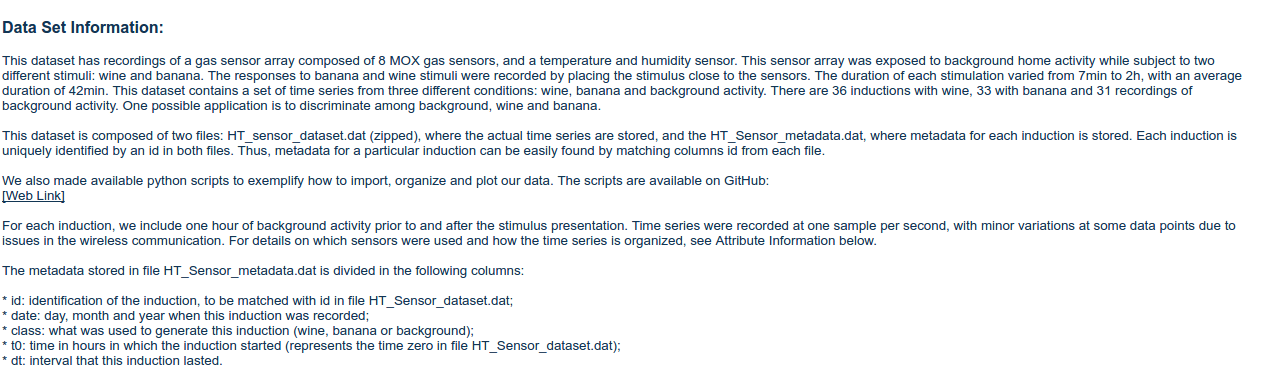 Data Set Information:
This dataset has recordings of a gas sensor array composed of 8 MOX gas sensors, and a temperature and humidity sensor. This sensor array was exposed to background home activity while subject to two
different stimuli: wine and banana. The responses to banana and wine stimuli were recorded by placing the stimulus close to the sensors. The duration of each stimulation varied from 7min to 2h, with an average
duration of 42min. This dataset contains a set of time series from three different conditions: wine, banana and background activity. There are 36 inductions with wine, 33 with banana and 31 recordings of
background activity. One possible application is to discriminate among background, wine and banana.
This dataset is composed of two files: HT_sensor_dataset.dat (zipped), where the actual time series are stored, and the HT_Sensor_metadata.dat, where metadata for each induction is stored. Each induction is
uniquely identified by an id in both files. Thus, metadata for a particular induction can be easily found by matching columns id from each file.
We also made available python scripts to exemplify how to import, organize and plot our data. The scripts are available on GitHub:
[Web Link]
For each induction, we include one hour of background activity prior to and after the stimulus presentation. Time series were recorded at one sample per second, with minor variations at some data points due to
issues in the wireless communication. For details on which sensors were used and how the time series is organized, see Attribute Information below.
The metadata stored in file HT_Sensor_metadata.dat is divided in the following columns:
* id: identification of the induction, to be matched with id in file HT_Sensor_dataset.dat;
* date: day, month and year when this induction was recorded;
* class: what was used to generate this induction (wine, banana or background);
* t0: time in hours in which the induction started (represents the time zero in file HT_Sensor_dataset.dat);
* dt: interval that this induction lasted.